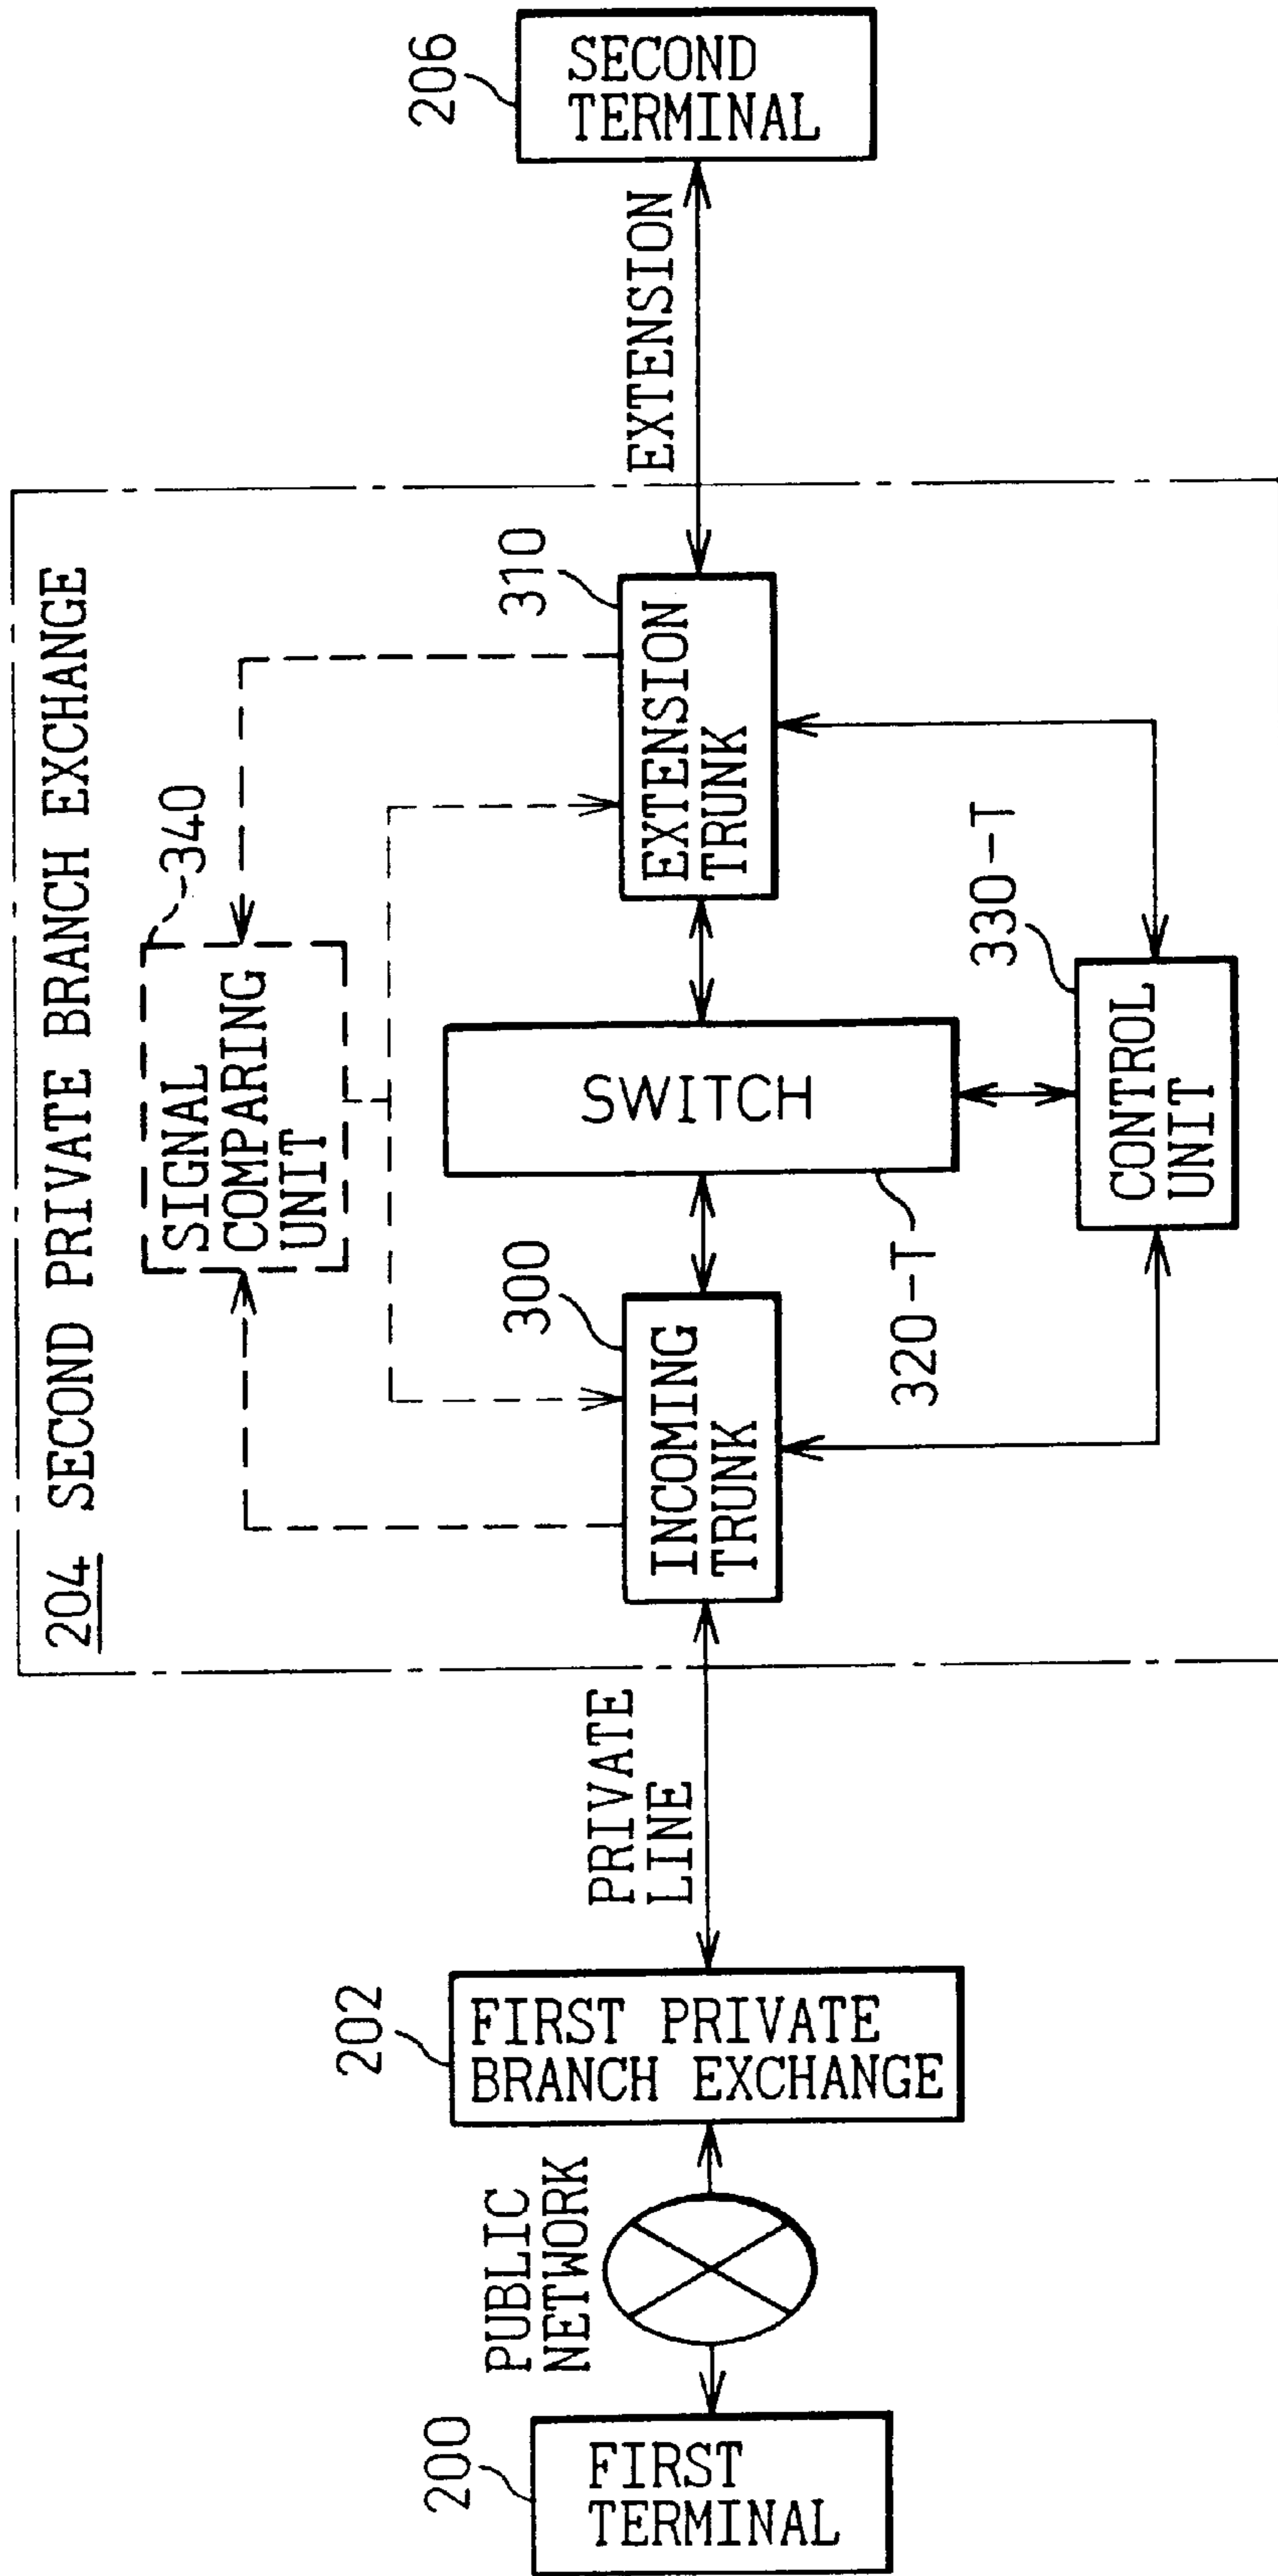 204 SECOND PRIVATE BRANCH EXCHANGE
340
SIGNAL
COMPARING
UNIT
200
FIRST
TERMINAL
PUBLIC
NETWORK
202
FIRST PRIVATE
BRANCH EXCHANGE
PRIVATE
LINE
300
INCOMING
TRUNK
SWITCH
320-T
310
EXTENSION
TRUNK
330-T
CONTROL
UNIT
EXTENSION
206
SECOND
TERMINAL